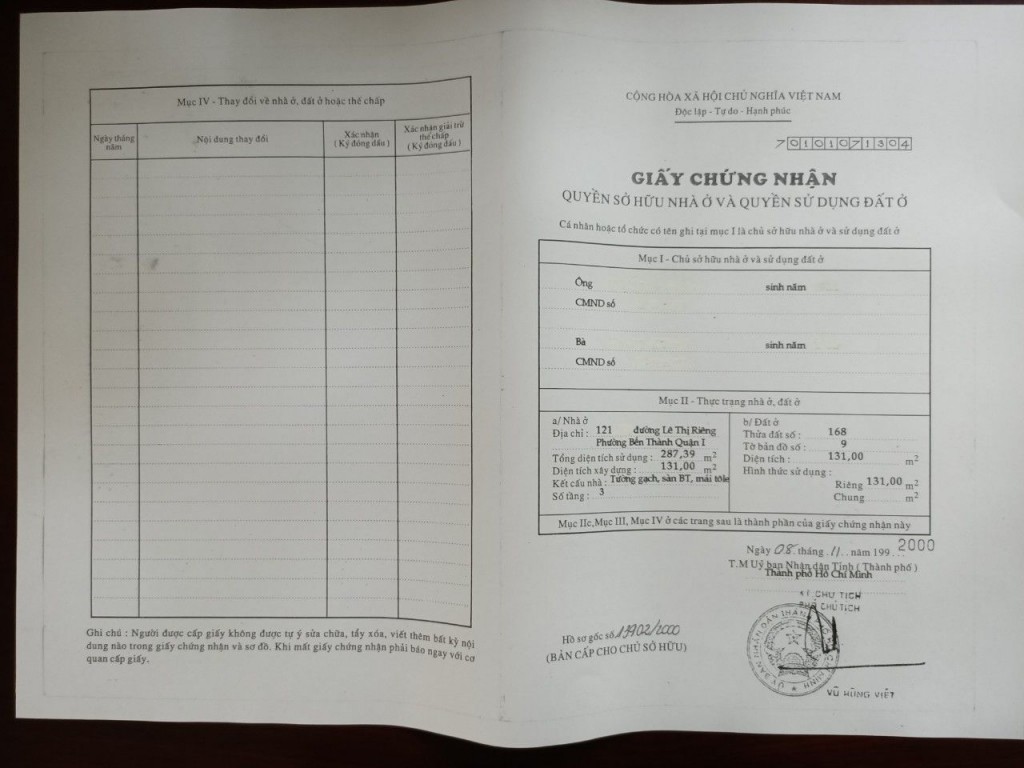 Mục IV - Thay đổi về nhà ở, đất ở hoặc thế chấp
Ngày tháng năm
Nội dung thay đổi
Xác nhận
( Ký đóng dấu )
Xác nhận giải trừ thế chấp
( Ký đóng dấu )
Ghi chú : Người được cấp giấy không được tự ý sửa chữa, tẩy xóa, viết thêm bất kỳ nội
dung nào trong giấy chứng nhận và sơ đồ. Khi mất giấy chứng nhận phải báo ngay với cơ
quan cấp giấy.
CỘNG HÒA XÃ HỘI CHỦ NGHĨA VIỆT NAM
Độc lập - Tự do - Hạnh phúc
70101071304
GIẤY CHỨNG NHẬN
QUYỀN SỞ HỮU NHÀ Ở VÀ QUYỀN SỬ DỤNG ĐẤT Ở
Cá nhân hoặc tổ chức có tên ghi tại mục I là chủ sở hữu nhà ở và sử dụng đất ở
Mục I - Chủ sở hữu nhà ở và sử dụng đất ở
Ông sinh năm
CMND số
Bà sinh năm
CMND số
Mục II - Thực trạng nhà ở, đất ở
a/ Nhà ở
Địa chỉ : 121 đường Lê Thị Riêng
Phường Bến Thành Quận I
Tổng diện tích sử dụng : 287,39 m2
Diện tích xây dựng : 131,00 m2
Kết cấu nhà : Tường gạch, sàn BT, mái tôle
Số tầng : 3
b/ Đất ở
Thửa đất số : 168
Tờ bản đồ số : 9
Diện tích : 131,00 m2
Hình thức sử dụng :
Riêng 131,00 m2
Chung m2
Mục IIc, Mục III, Mục IV ở các trang sau là thành phần của giấy chứng nhận này
Ngày 08 tháng 11 năm 199 2000
T.M Uỷ ban Nhân dân Tỉnh ( Thành phố )
Thành phố Hồ Chí Minh
KT CHỦ TỊCH
PHÓ CHỦ TỊCH
Hồ sơ gốc số 13902/2000
(BẢN CẤP CHO CHỦ SỞ HỮU)
ỦY BAN NHÂN DÂN THÀNH
MINH
VŨ HÙNG VIỆT